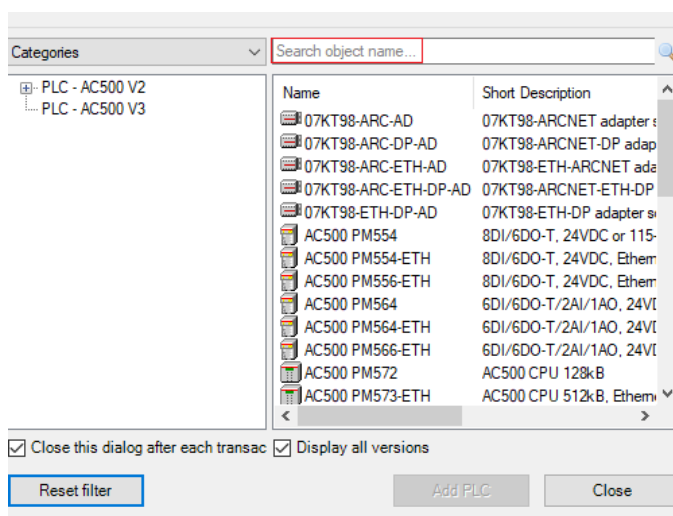 Categories
Search object name...
PLC - AC500 V2
PLC - AC500 V3
Name Short Description
07KT98-ARC-AD 07KT98-ARCNET adapter s
07KT98-ARC-DP-AD 07KT98-ARCNET-DP adap
07KT98-ARC-ETH-AD 07KT98-ETH-ARCNET ada
07KT98-ARC-ETH-DP-AD 07KT98-ARCNET-ETH-DP
07KT98-ETH-DP-AD 07KT98-ETH-DP adapter se
AC500 PM554 8DI/6DO-T, 24VDC or 115-
AC500 PM554-ETH 8DI/6DO-T, 24VDC, Ethern
AC500 PM556-ETH 8DI/6DO-T, 24VDC, Ethern
AC500 PM564 6DI/6DO-T/2AI/1AO, 24VD
AC500 PM564-ETH 6DI/6DO-T/2AI/1AO, 24VD
AC500 PM566-ETH 6DI/6DO-T/2AI/1AO, 24VD
AC500 PM572 AC500 CPU 128kB
AC500 PM573-ETH AC500 CPU 512kB, Etherne
Close this dialog after each transac Display all versions
Reset filter Add PLC Close